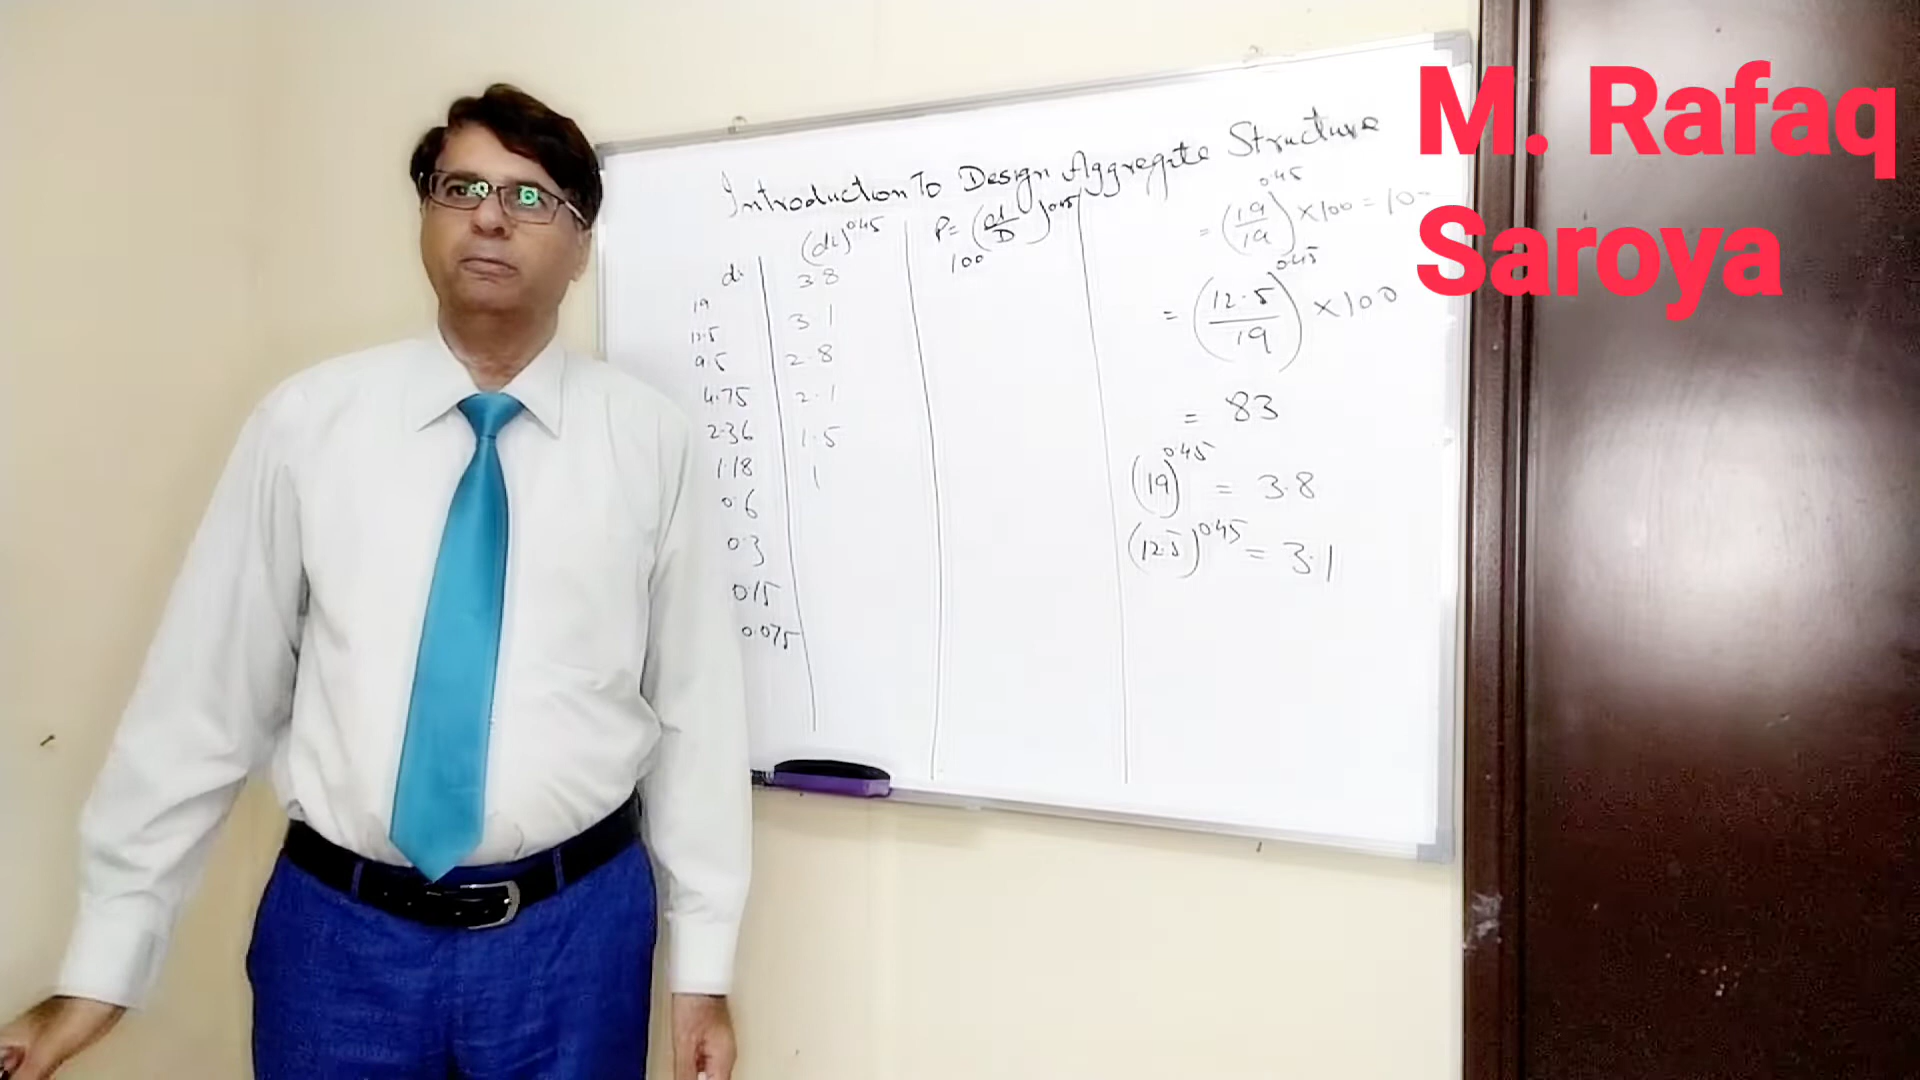 M. Rafaq
Saroya
Introduction To Design Aggregate Structure
di
19
12.5
9.5
4.75
2.36
1.18
0.6
0.3
0.15
0.075
(di)^0.45
3.8
3.1
2.8
2.1
1.5
1
P = (di/D)^0.45
100
= (19/19)^0.45 × 100 = 100
= (12.5/19)^0.45 × 100
= 83
(19)^0.45 = 3.8
(12.5)^0.45 = 3.1